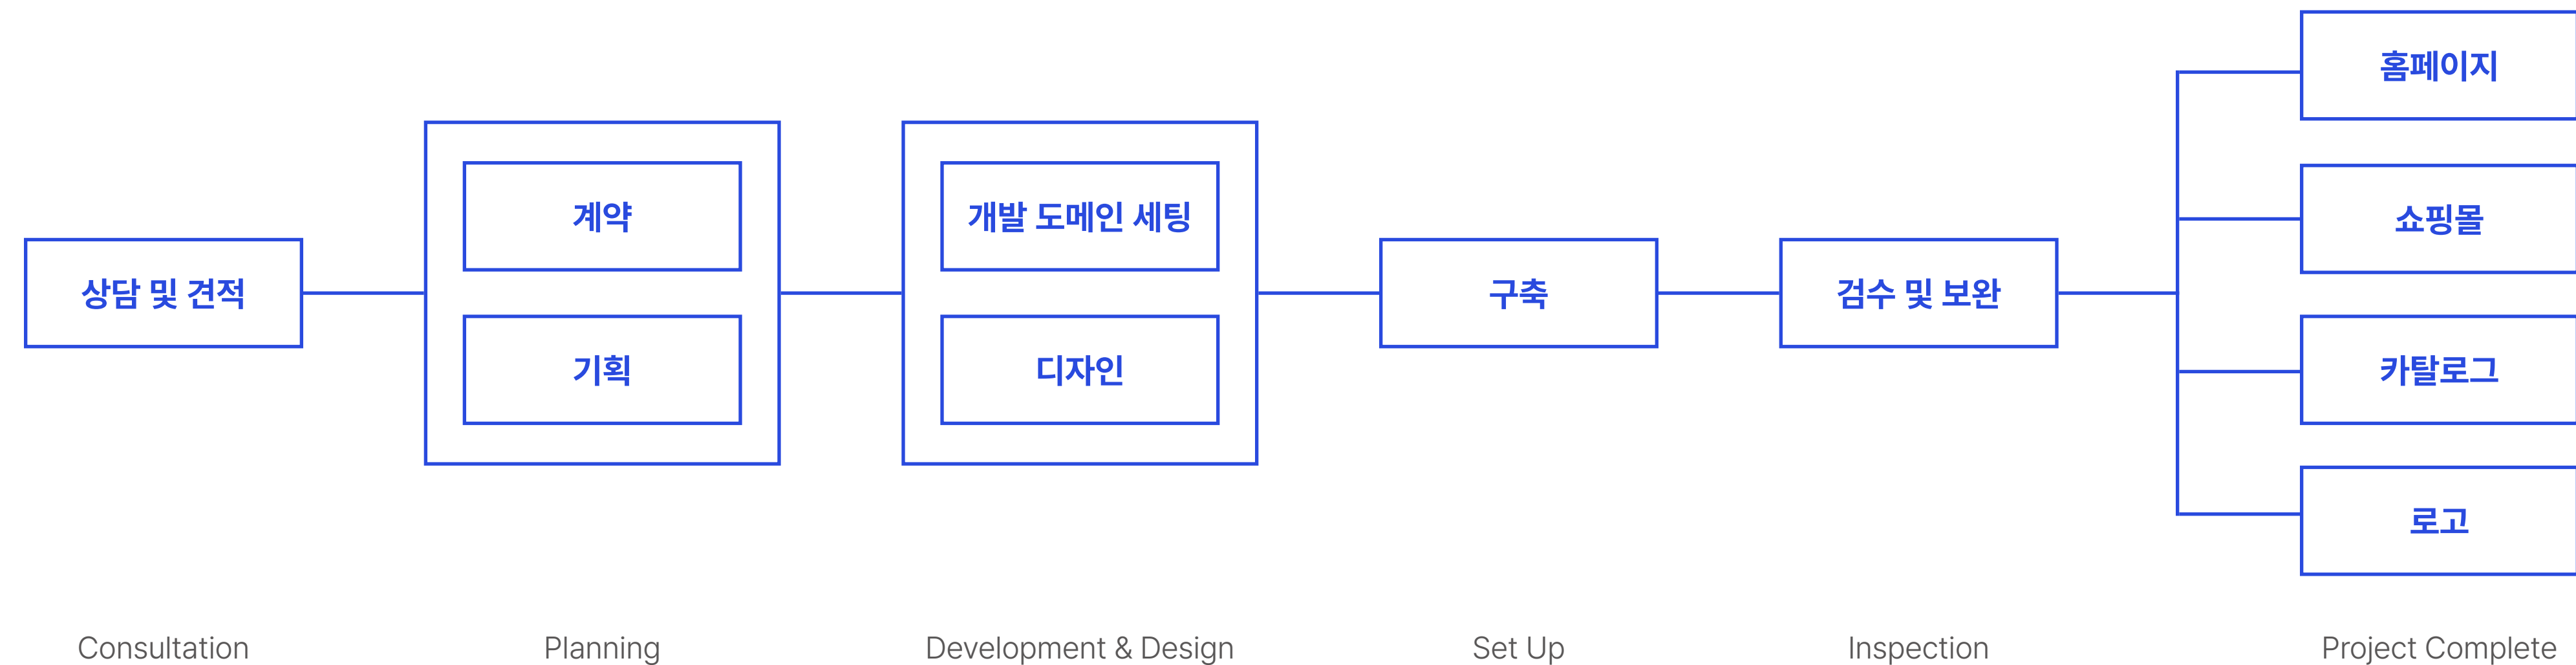 상담 및 견적
계약
기획
개발 도메인 세팅
디자인
구축
검수 및 보완
홈페이지
쇼핑몰
카탈로그
로고
Consultation
Planning
Development & Design
Set Up
Inspection
Project Complete